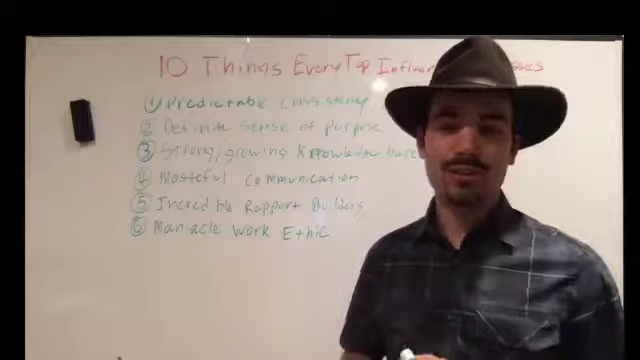 10 Things Every Top
① Predictable Consistency
② Definite sense of purpose
③ Strong, growing knowledge base
④ Masterful communication
⑤ Incredible Rapport Builders
⑥ Maniacle Work Ethic